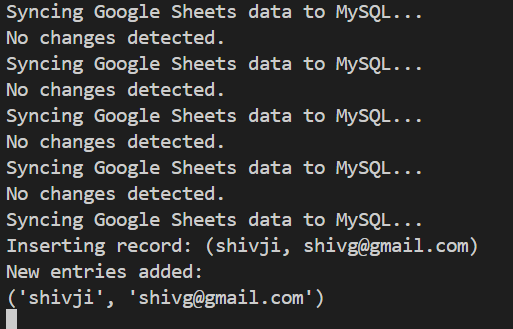 Syncing Google Sheets data to MySQL...
No changes detected.
Syncing Google Sheets data to MySQL...
No changes detected.
Syncing Google Sheets data to MySQL...
No changes detected.
Syncing Google Sheets data to MySQL...
No changes detected.
Syncing Google Sheets data to MySQL...
Inserting record: (shivji, shivg@gmail.com)
New entries added:
('shivji', 'shivg@gmail.com')